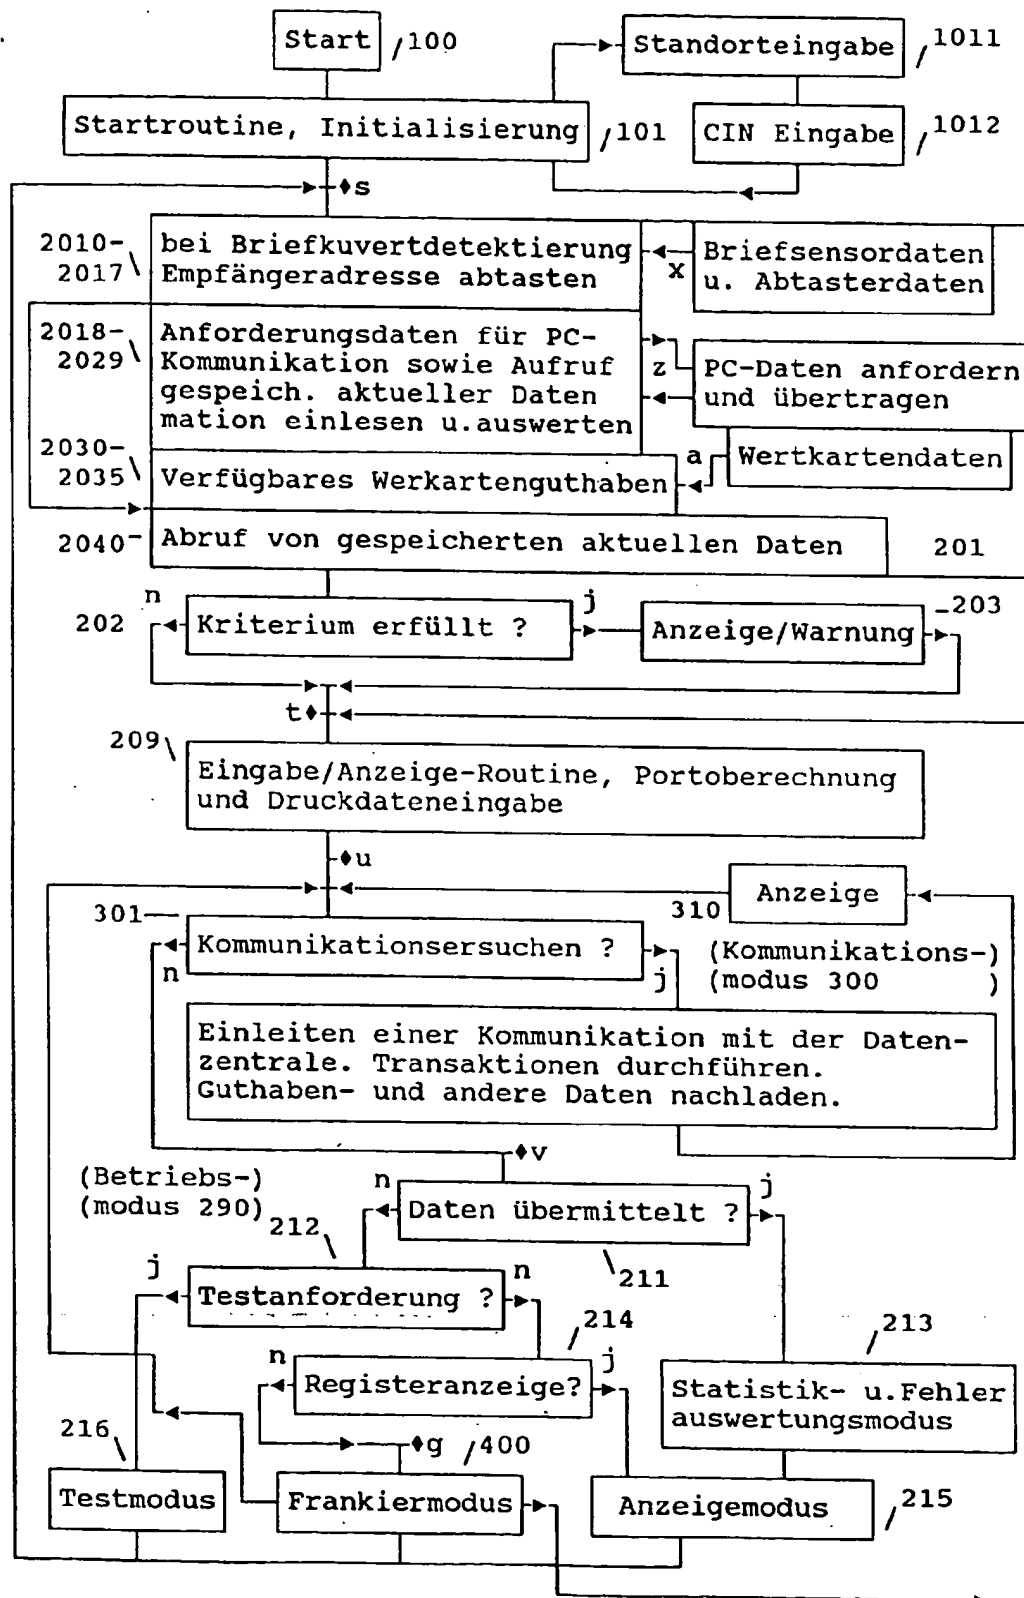 Start
100
Standorteingabe
1011
Startroutine, Initialisierung
101
CIN Eingabe
1012
s
2010-
2017
bei Briefkuvertdetektierung
Empfängeradresse abtasten
x
Briefsensordaten
u. Abtasterdaten
2018-
2029
Anforderungsdaten für PC-
Kommunikation sowie Aufruf
gespeich. aktueller Daten
mation einlesen u.auswerten
z
PC-Daten anfordern
und übertragen
2030-
2035
Verfügbares Werkartenguthaben
a
Wertkartendaten
2040-
Abruf von gespeicherten aktuellen Daten
201
n
202
Kriterium erfüllt ?
j
Anzeige/Warnung
203
t
209
Eingabe/Anzeige-Routine, Portoberechnung
und Druckdateneingabe
u
Anzeige
310
301
Kommunikationsersuchen ?
n
j
(Kommunikations-)
(modus 300 )
Einleiten einer Kommunikation mit der Daten-
zentrale. Transaktionen durchführen.
Guthaben- und andere Daten nachladen.
v
(Betriebs-)
(modus 290)
n
Daten übermittelt ?
j
211
212
j
Testanforderung ?
n
214
213
n
Registeranzeige?
j
Statistik- u.Fehler
auswertungsmodus
g
400
216
Testmodus
Frankiermodus
Anzeigemodus
215